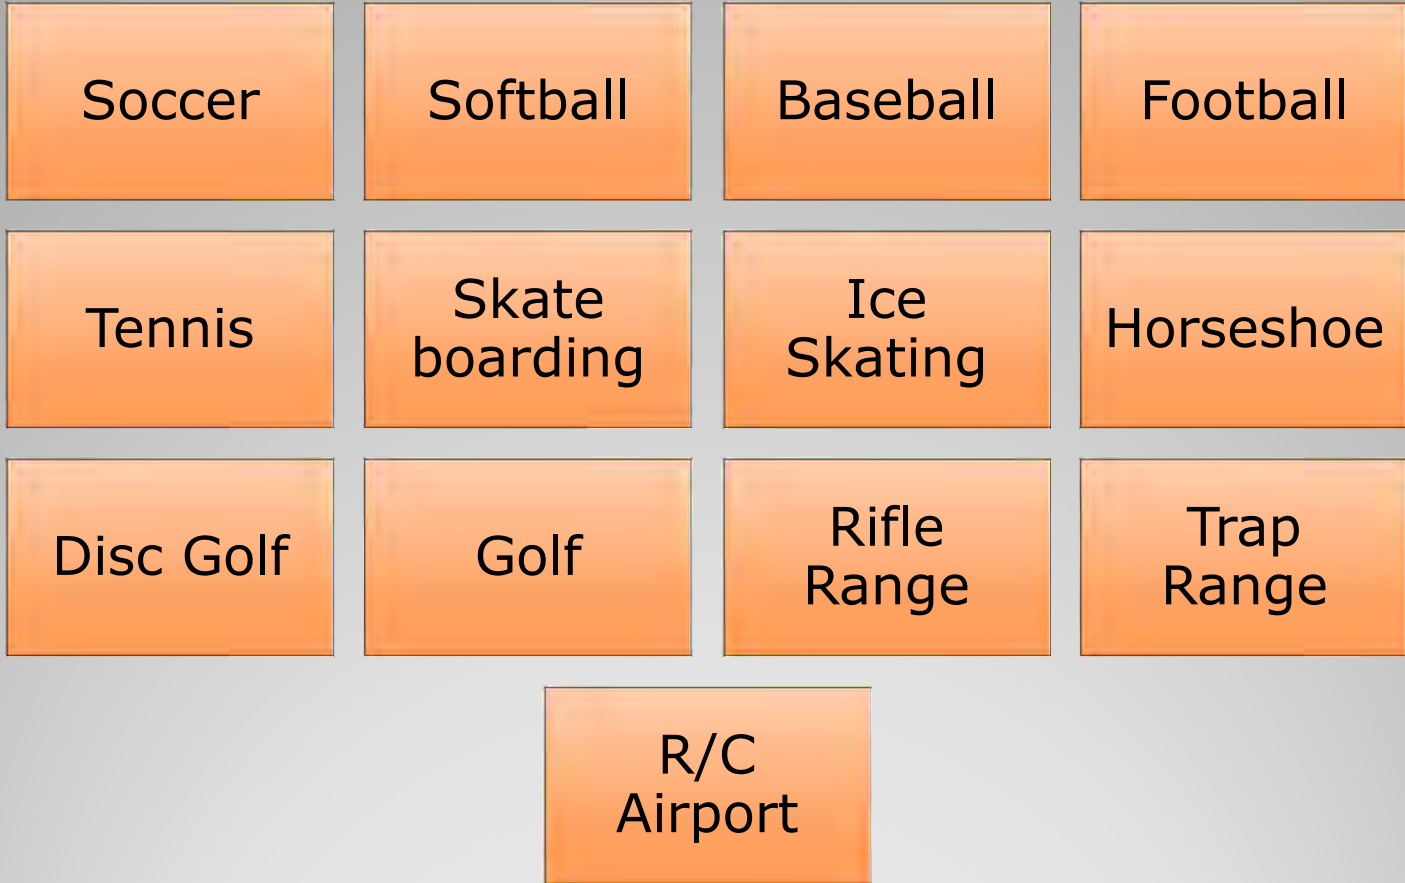 Soccer
Softball
Baseball
Football
Tennis
Skate
boarding
Ice
Skating
Horseshoe
Disc Golf
Golf
Rifle
Range
Trap
Range
R/C
Airport